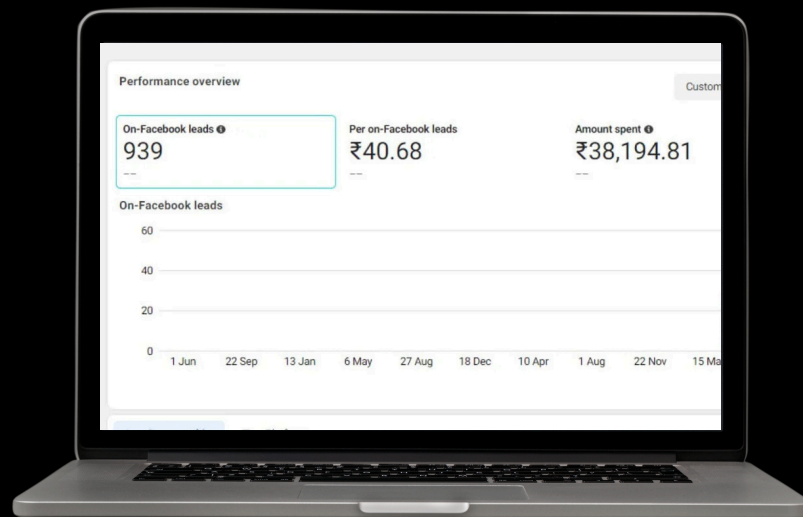 Performance overview
Custom
On-Facebook leads
939
--
Per on-Facebook leads
₹40.68
--
Amount spent
₹38,194.81
--
On-Facebook leads
60
40
20
0
1 Jun 22 Sep 13 Jan 6 May 27 Aug 18 Dec 10 Apr 1 Aug 22 Nov 15 Ma